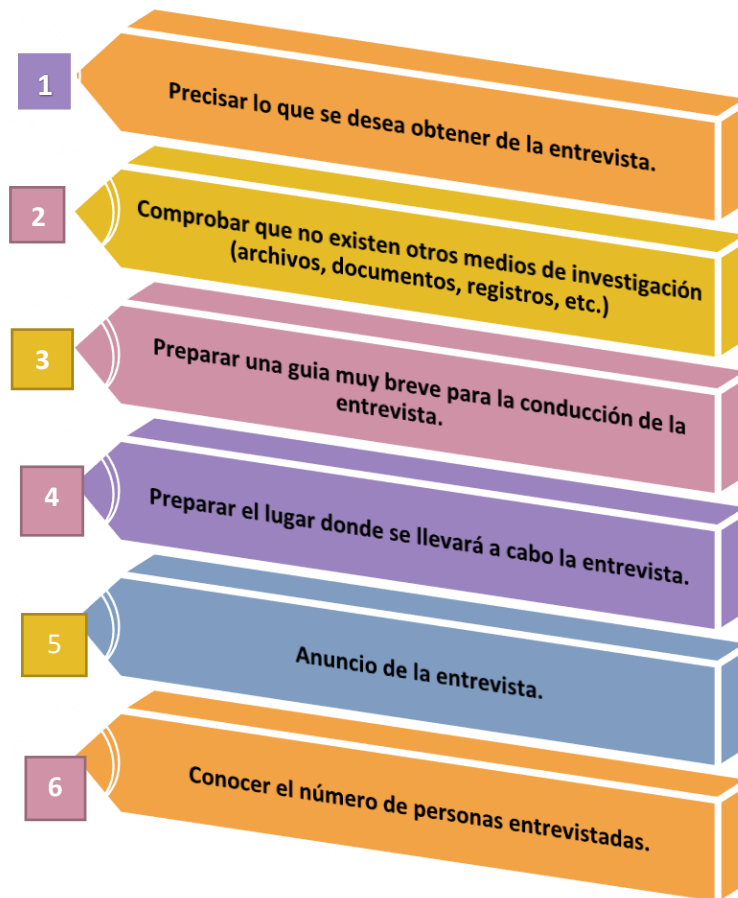 1
Precisar lo que se desea obtener de la entrevista.
2
Comprobar que no existen otros medios de investigación
(archivos, documentos, registros, etc.)
3
Preparar una guia muy breve para la conducción de la
entrevista.
4
Preparar el lugar donde se llevará a cabo la entrevista.
5
Anuncio de la entrevista.
6
Conocer el número de personas entrevistadas.